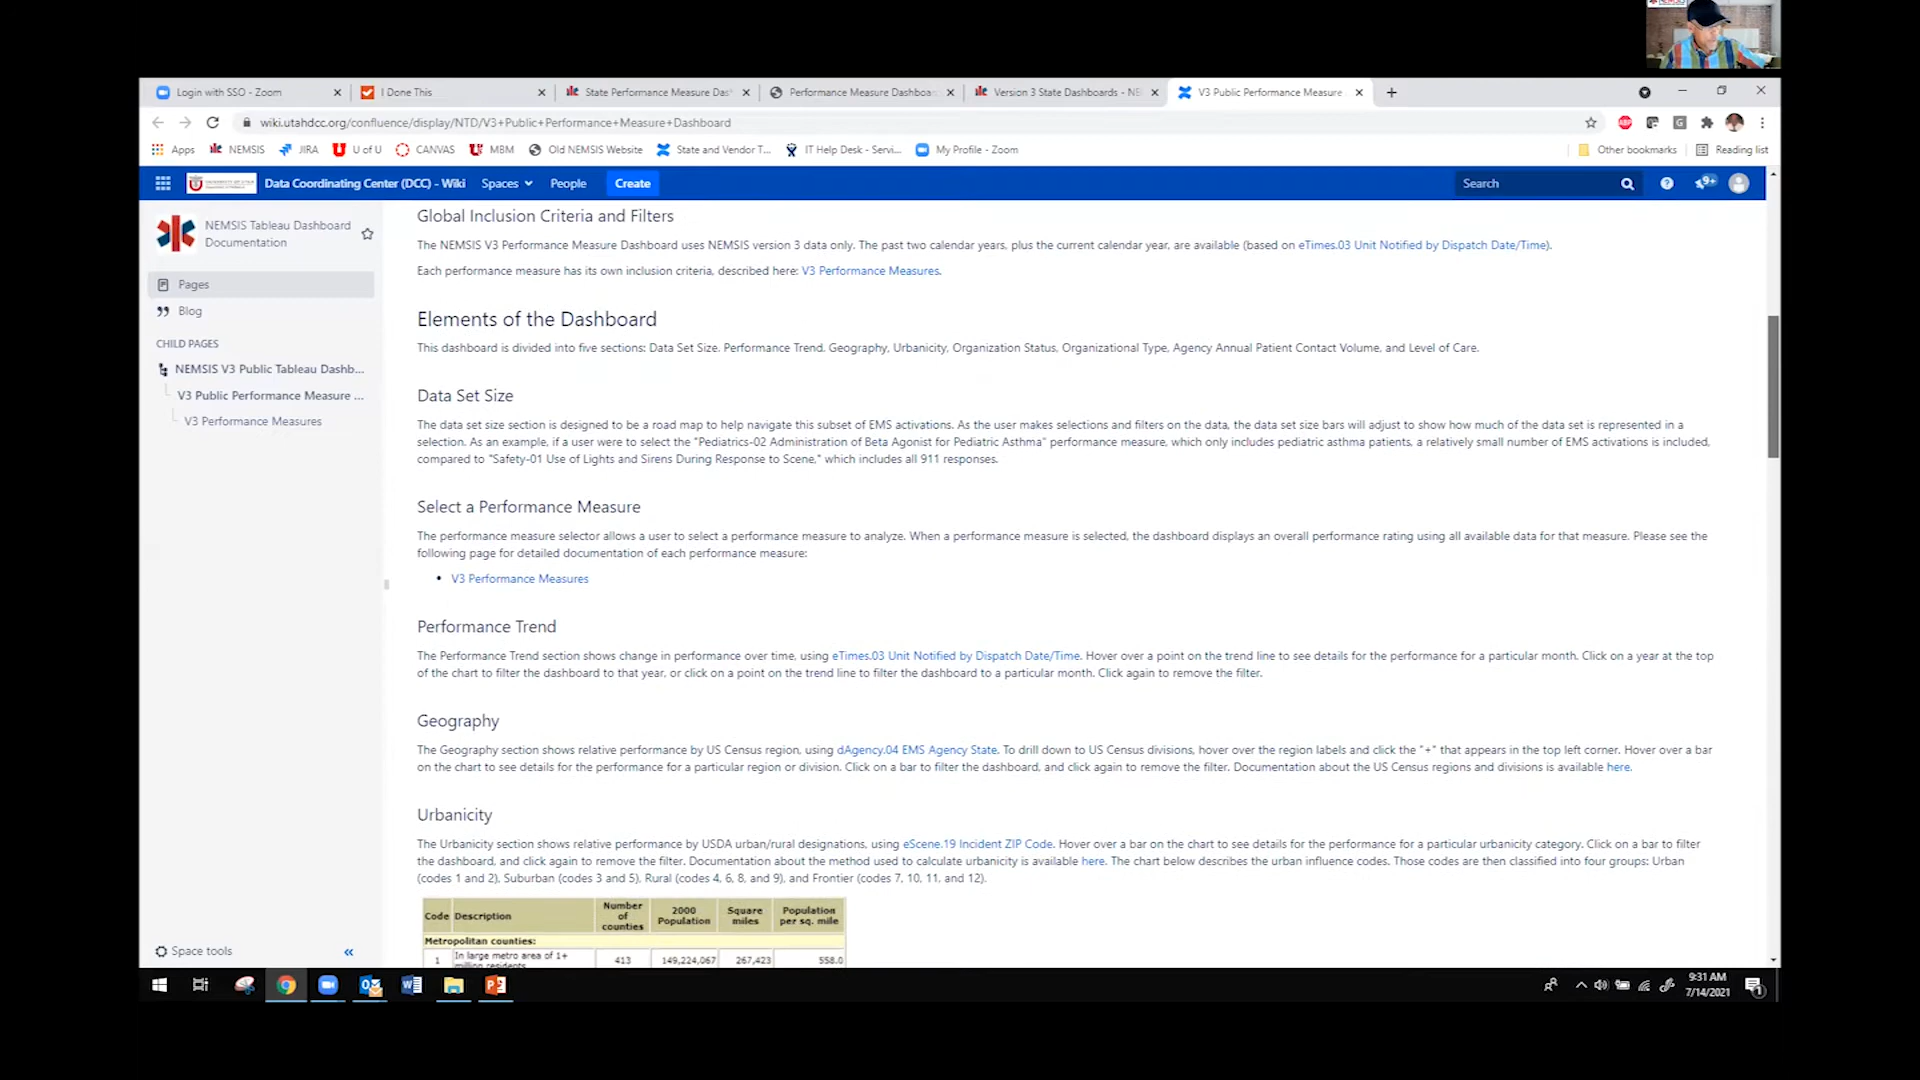 Login with SSO - Zoom
I Done This
State Performance Measure Das
Performance Measure Dashboa
Version 3 State Dashboards - NE
V3 Public Performance Measure
wiki.utahdcc.org/confluence/display/NTD/V3+Public+Performance+Measure+Dashboard
Apps NEMSIS JIRA U of U CANVAS MBM Old NEMSIS Website State and Vendor T... IT Help Desk - Servi... My Profile - Zoom Other bookmarks Reading list
Data Coordinating Center (DCC) - Wiki Spaces People Create Search 9+
NEMSIS Tableau Dashboard
Documentation
Pages
Blog
CHILD PAGES
NEMSIS V3 Public Tableau Dashb...
V3 Public Performance Measure ...
V3 Performance Measures
Space tools
Global Inclusion Criteria and Filters
The NEMSIS V3 Performance Measure Dashboard uses NEMSIS version 3 data only. The past two calendar years, plus the current calendar year, are available (based on eTimes.03 Unit Notified by Dispatch Date/Time).
Each performance measure has its own inclusion criteria, described here: V3 Performance Measures.
Elements of the Dashboard
This dashboard is divided into five sections: Data Set Size. Performance Trend. Geography, Urbanicity, Organization Status, Organizational Type, Agency Annual Patient Contact Volume, and Level of Care.
Data Set Size
The data set size section is designed to be a road map to help navigate this subset of EMS activations. As the user makes selections and filters on the data, the data set size bars will adjust to show how much of the data set is represented in a
selection. As an example, if a user were to select the "Pediatrics-02 Administration of Beta Agonist for Pediatric Asthma" performance measure, which only includes pediatric asthma patients, a relatively small number of EMS activations is included,
compared to "Safety-01 Use of Lights and Sirens During Response to Scene," which includes all 911 responses.
Select a Performance Measure
The performance measure selector allows a user to select a performance measure to analyze. When a performance measure is selected, the dashboard displays an overall performance rating using all available data for that measure. Please see the
following page for detailed documentation of each performance measure:
• V3 Performance Measures
Performance Trend
The Performance Trend section shows change in performance over time, using eTimes.03 Unit Notified by Dispatch Date/Time. Hover over a point on the trend line to see details for the performance for a particular month. Click on a year at the top
of the chart to filter the dashboard to that year, or click on a point on the trend line to filter the dashboard to a particular month. Click again to remove the filter.
Geography
The Geography section shows relative performance by US Census region, using dAgency.04 EMS Agency State. To drill down to US Census divisions, hover over the region labels and click the "+" that appears in the top left corner. Hover over a bar
on the chart to see details for the performance for a particular region or division. Click on a bar to filter the dashboard, and click again to remove the filter. Documentation about the US Census regions and divisions is available here.
Urbanicity
The Urbanicity section shows relative performance by USDA urban/rural designations, using eScene.19 Incident ZIP Code. Hover over a bar on the chart to see details for the performance for a particular urbanicity category. Click on a bar to filter
the dashboard, and click again to remove the filter. Documentation about the method used to calculate urbanicity is available here. The chart below describes the urban influence codes. Those codes are then classified into four groups: Urban
(codes 1 and 2), Suburban (codes 3 and 5), Rural (codes 4, 6, 8, and 9), and Frontier (codes 7, 10, 11, and 12).
Code Description Number of counties 2000 Population Square miles Population per sq. mile
Metropolitan counties:
1 In large metro area of 1+ million residents 413 149,224,067 267,423 558.0
9:31 AM
7/14/2021